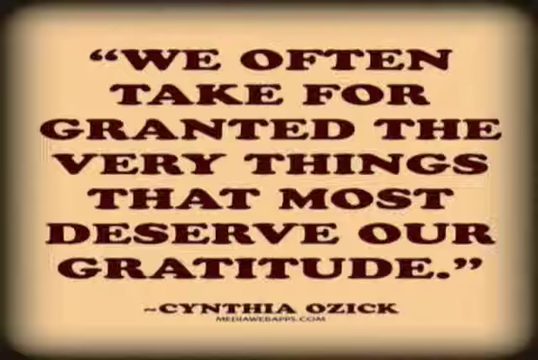 “WE OFTEN
TAKE FOR
GRANTED THE
VERY THINGS
THAT MOST
DESERVE OUR
GRATITUDE.”
~CYNTHIA OZICK
MEDIAWEBAPPS.COM